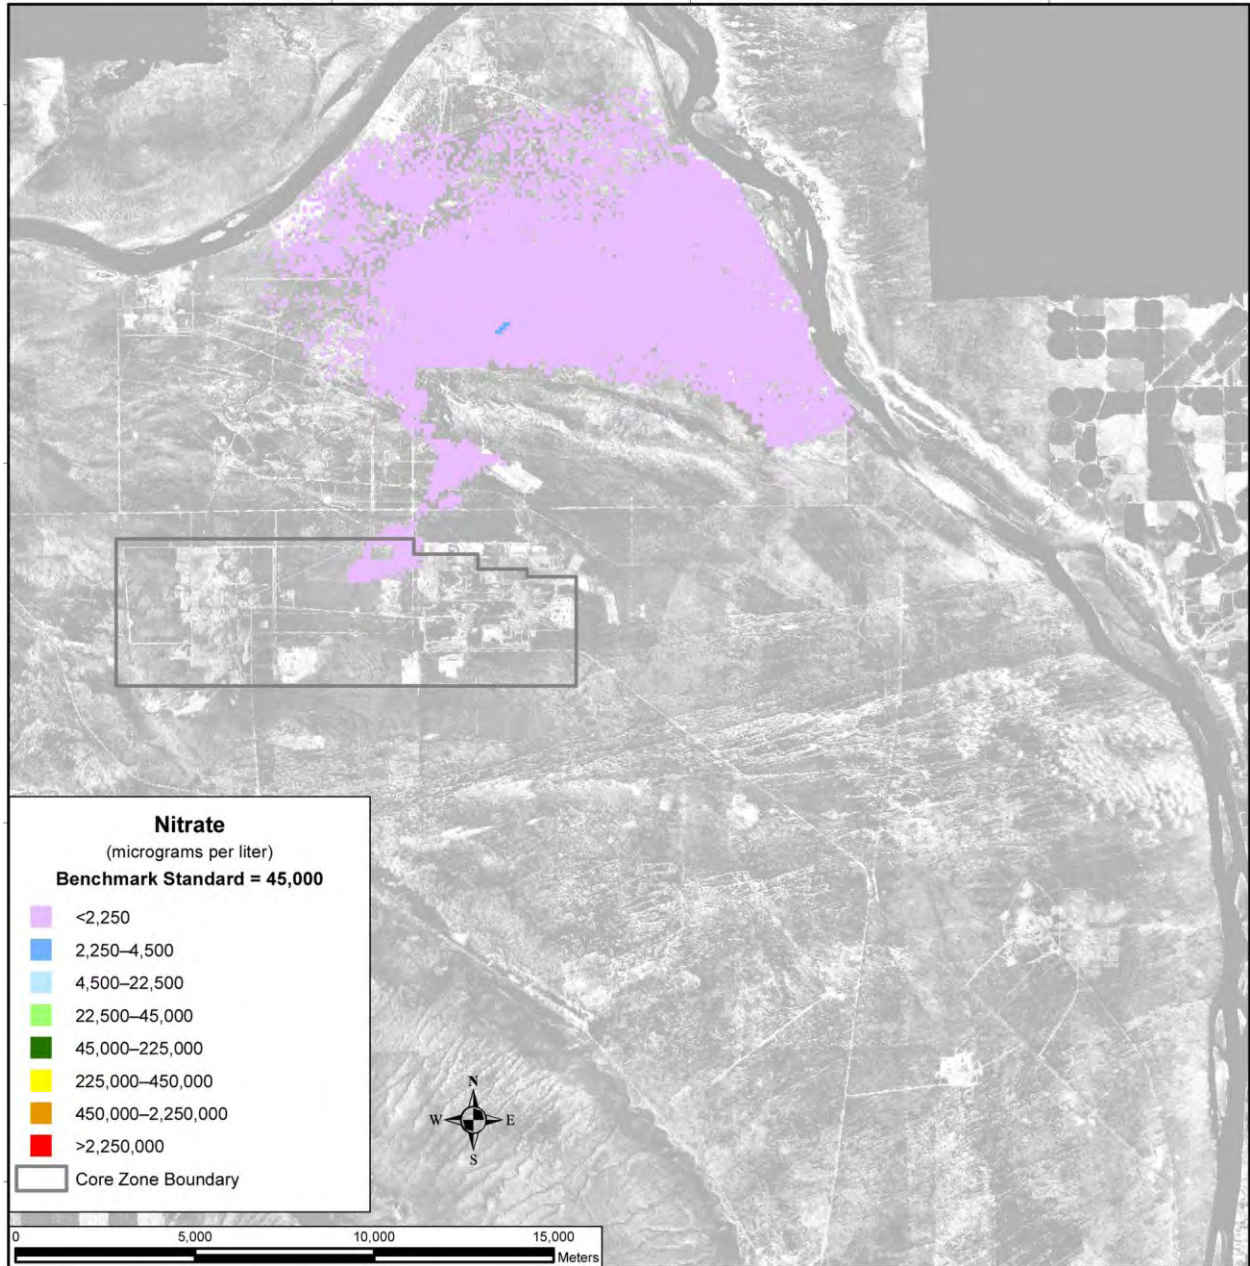 Nitrate
(micrograms per liter)
Benchmark Standard = 45,000
<2,250
2,250–4,500
4,500–22,500
22,500–45,000
45,000–225,000
225,000–450,000
450,000–2,250,000
>2,250,000
Core Zone Boundary
N
W E
S
0 5,000 10,000 15,000
Meters